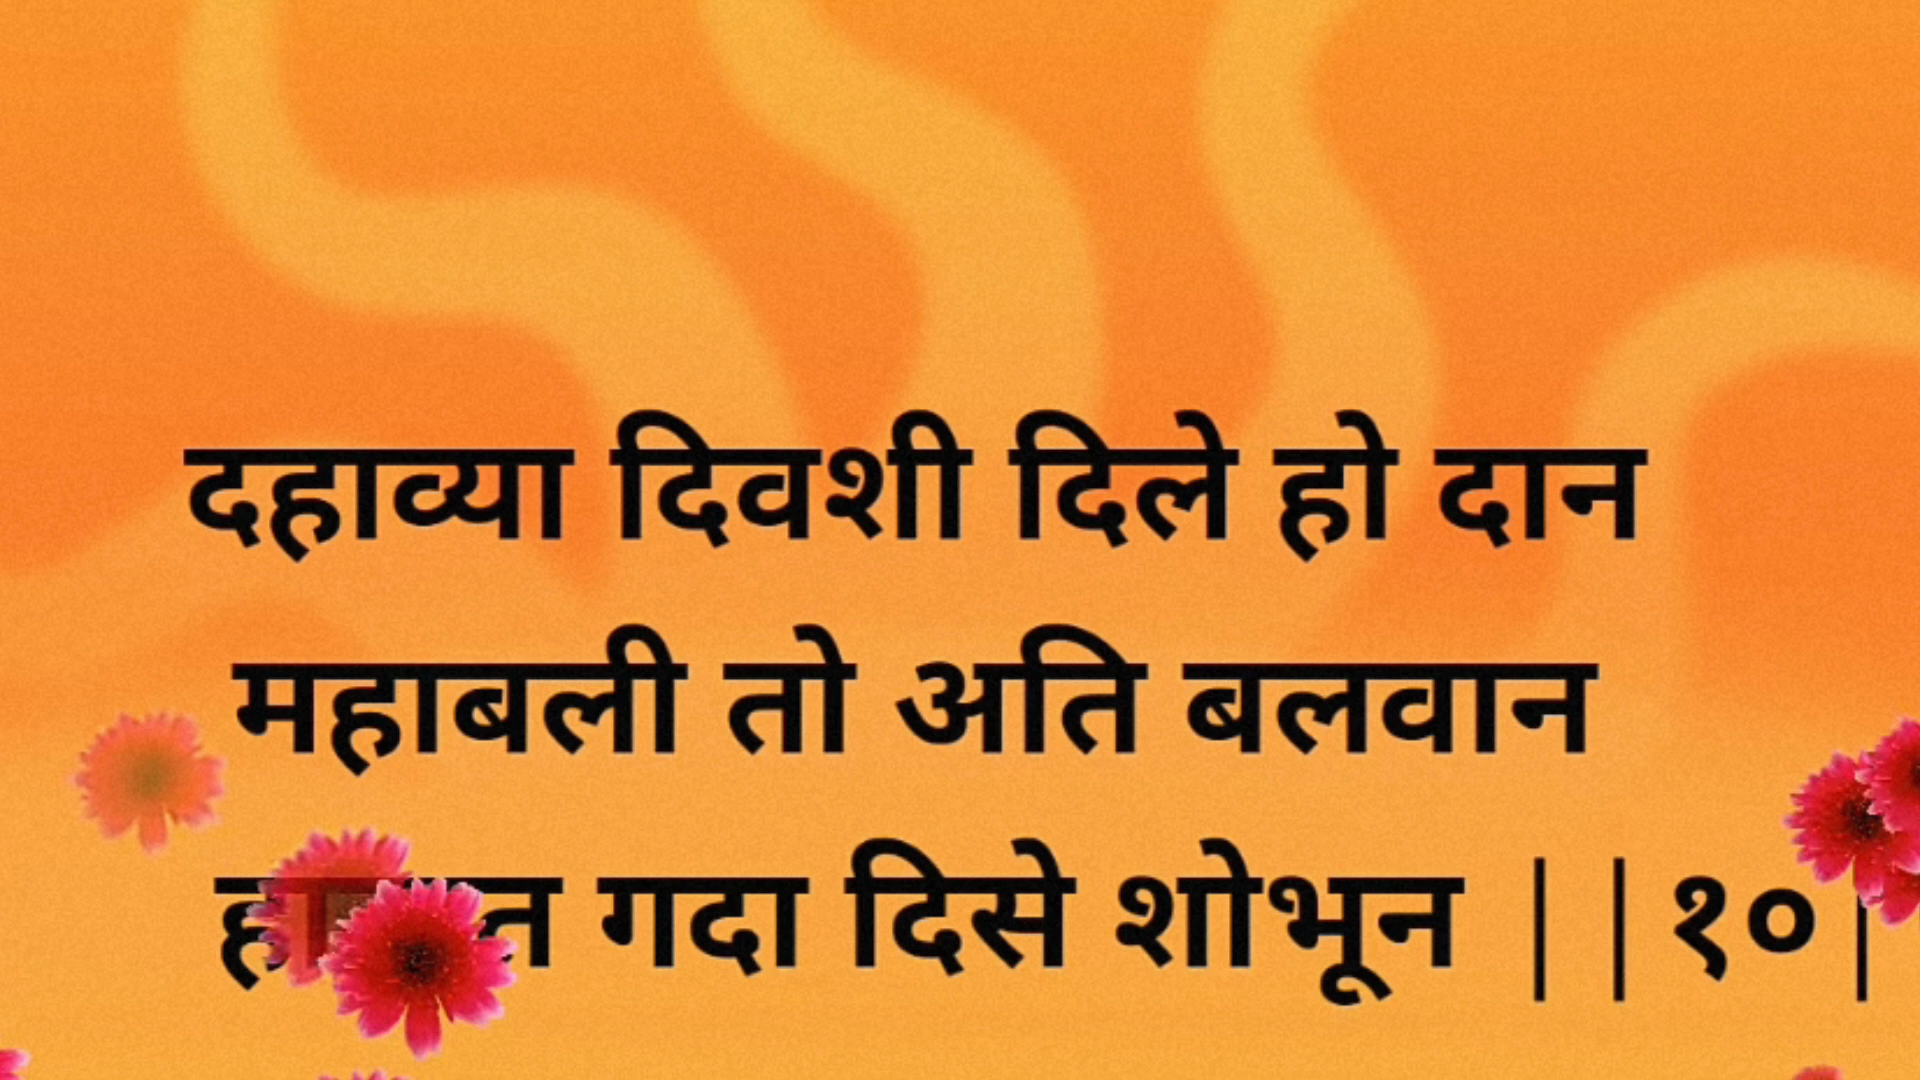 दहाव्या दिवशी दिले हो दान
महाबली तो अति बलवान
गदा दिसे शोभून ||१०|